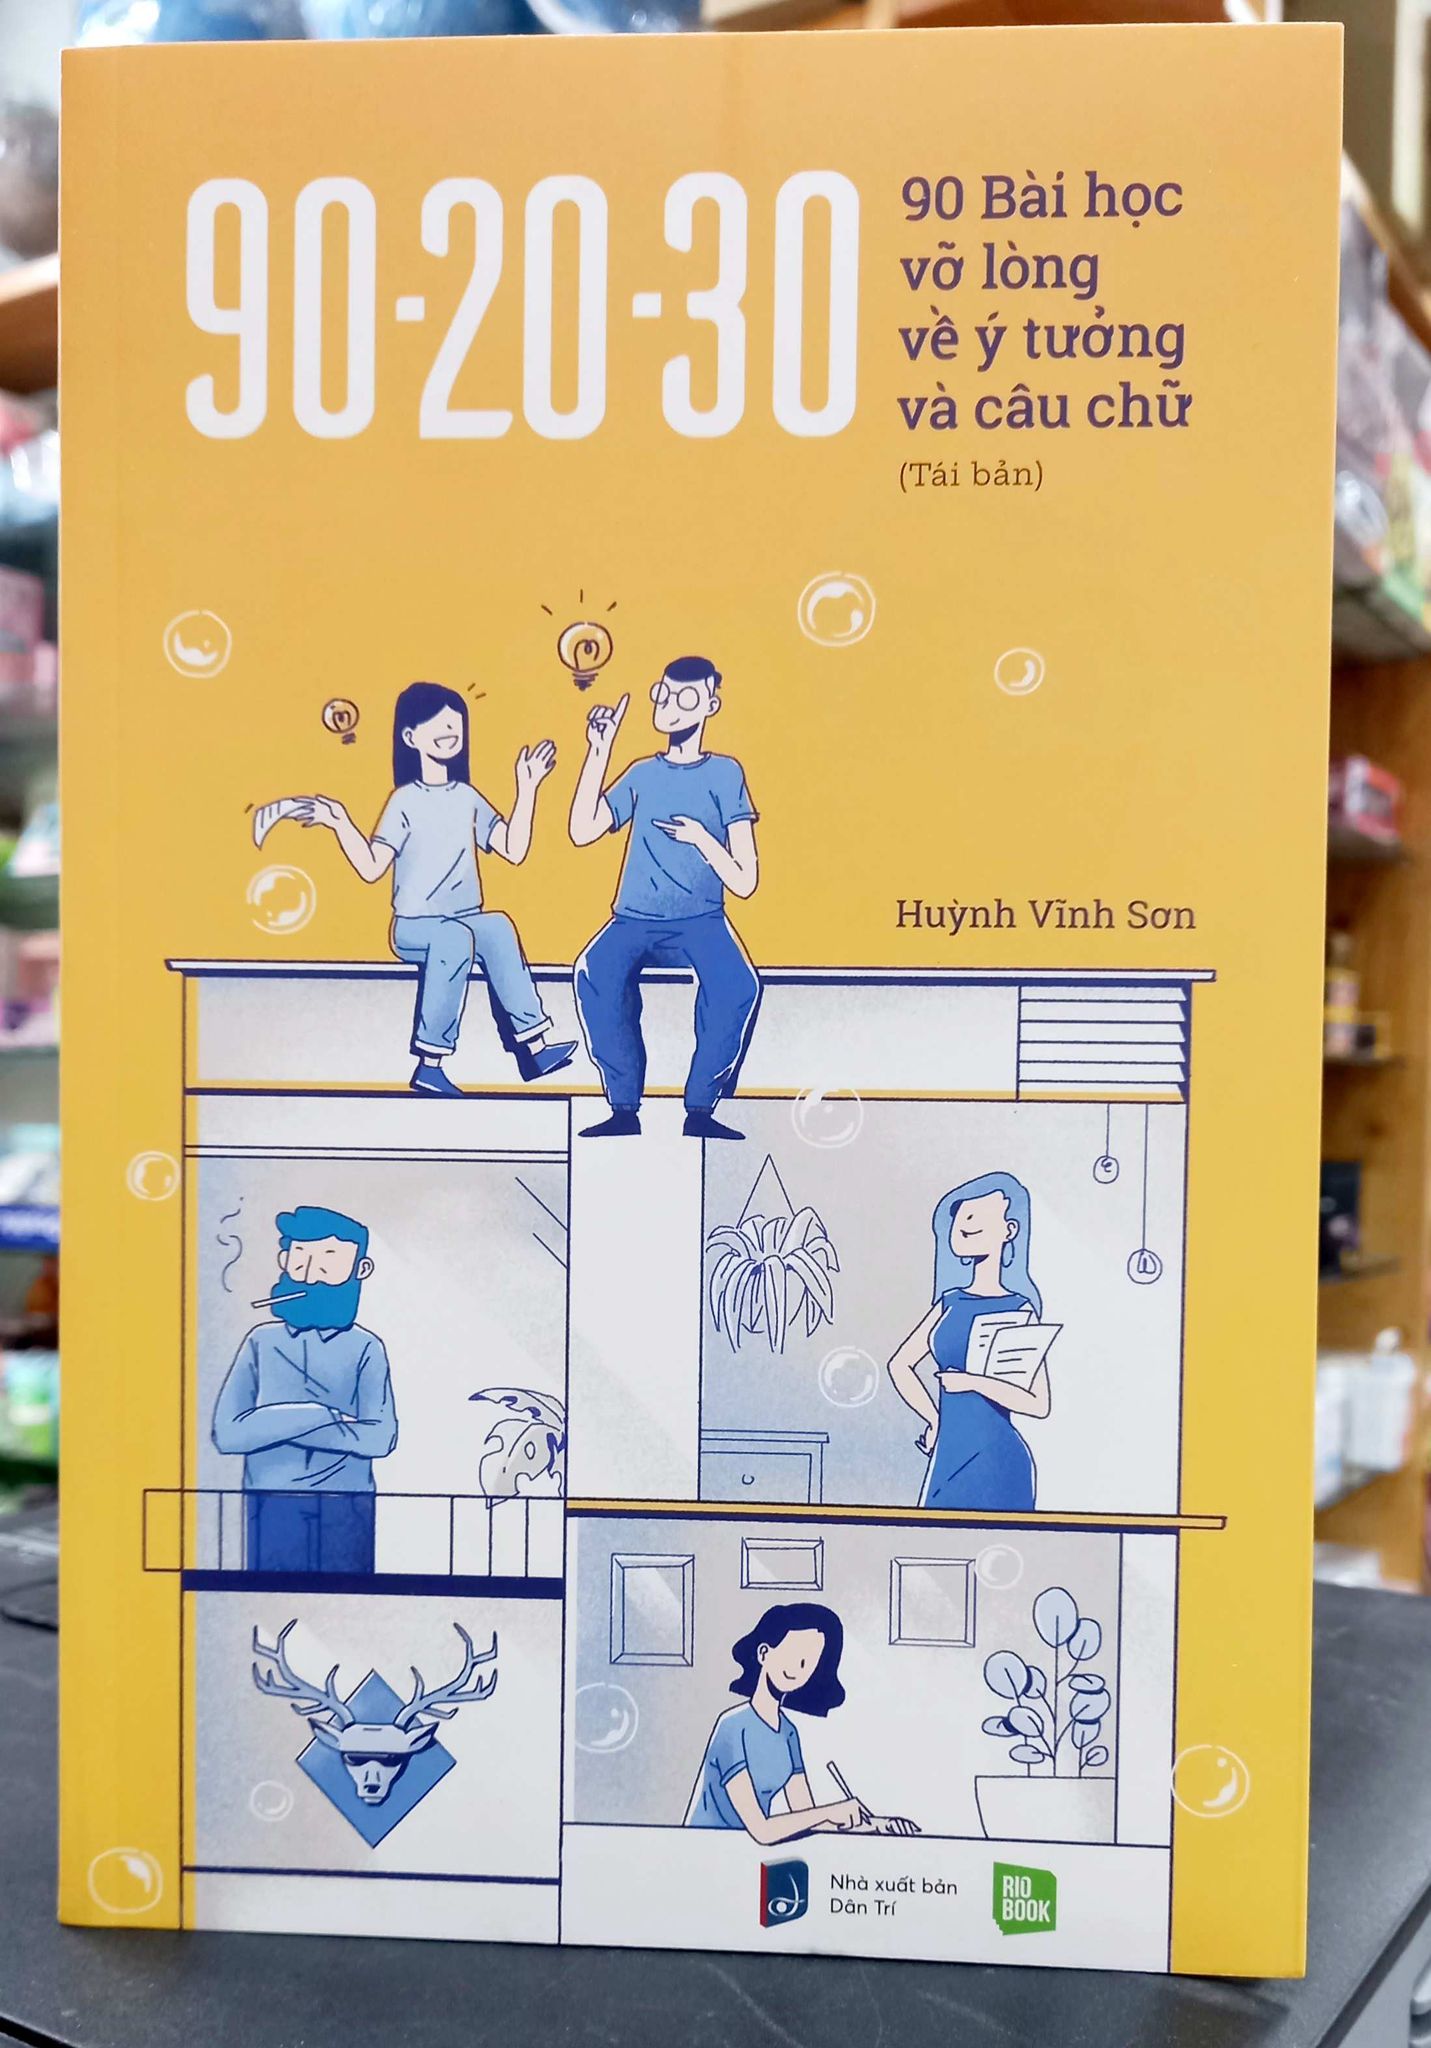 90-20-30
90 Bài học
vỡ lòng
về ý tưởng
và câu chữ
(Tái bản)
Huỳnh Vĩnh Sơn
Nhà xuất bản
Dân Trí
RIO
BOOK